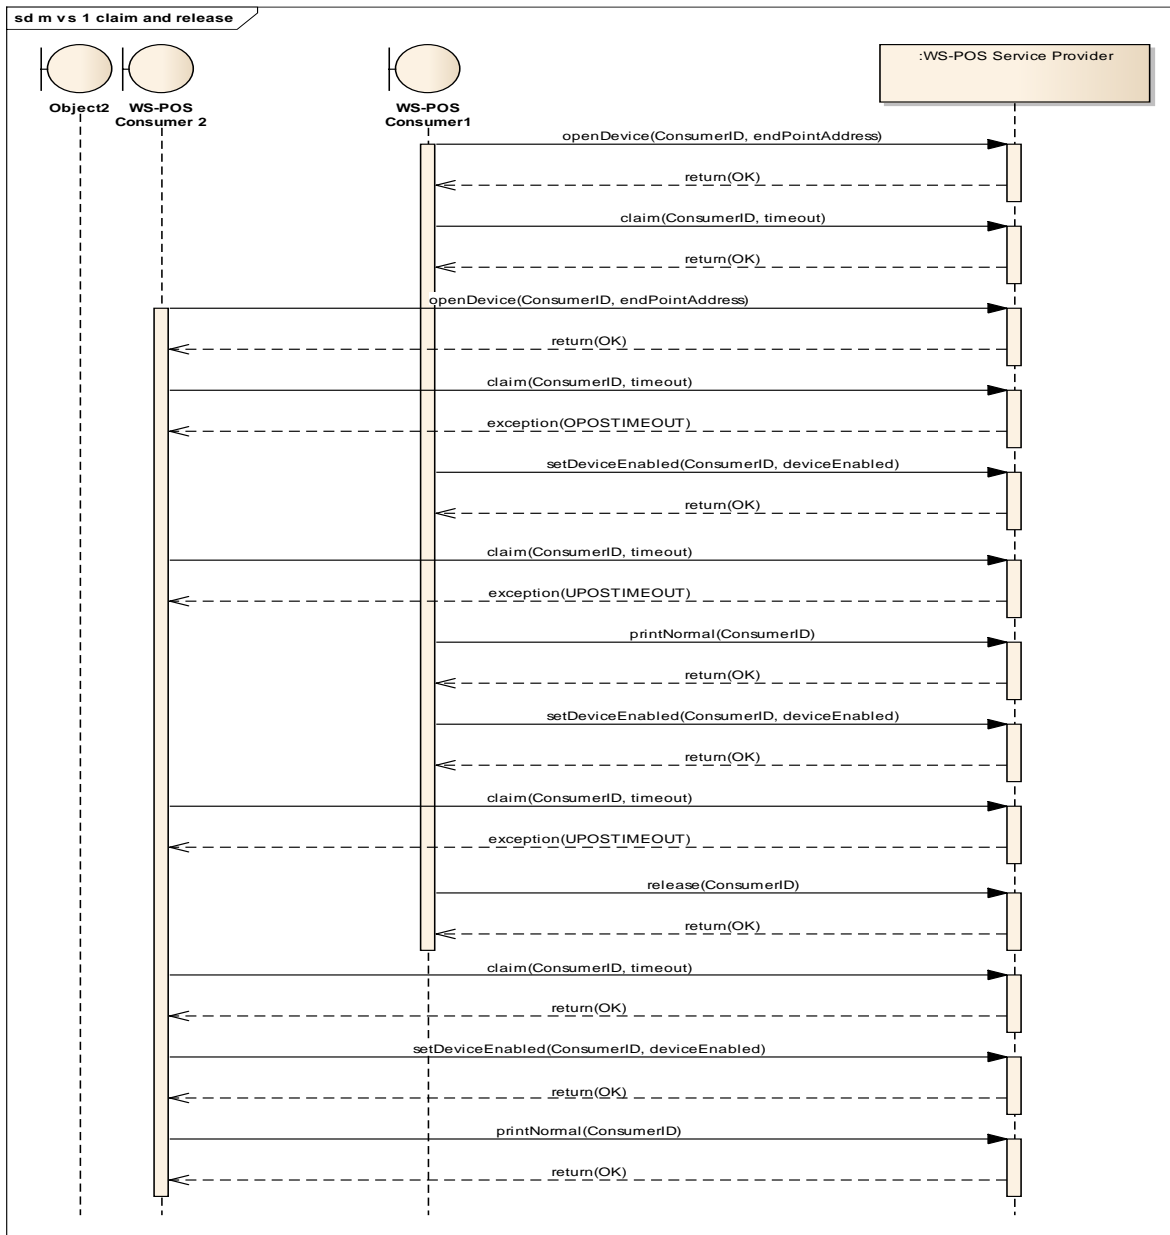 sd m v s 1 claim and release
:WS-POS Service Provider
Object2
WS-POS
Consumer 2
WS-POS
Consumer1
openDevice(ConsumerID, endPointAddress)
return(OK)
claim(ConsumerID, timeout)
return(OK)
openDevice(ConsumerID, endPointAddress)
return(OK)
claim(ConsumerID, timeout)
exception(OPOSTIMEOUT)
setDeviceEnabled(ConsumerID, deviceEnabled)
return(OK)
claim(ConsumerID, timeout)
exception(UPOSTIMEOUT)
printNormal(ConsumerID)
return(OK)
setDeviceEnabled(ConsumerID, deviceEnabled)
return(OK)
claim(ConsumerID, timeout)
exception(UPOSTIMEOUT)
release(ConsumerID)
return(OK)
claim(ConsumerID, timeout)
return(OK)
setDeviceEnabled(ConsumerID, deviceEnabled)
return(OK)
printNormal(ConsumerID)
return(OK)